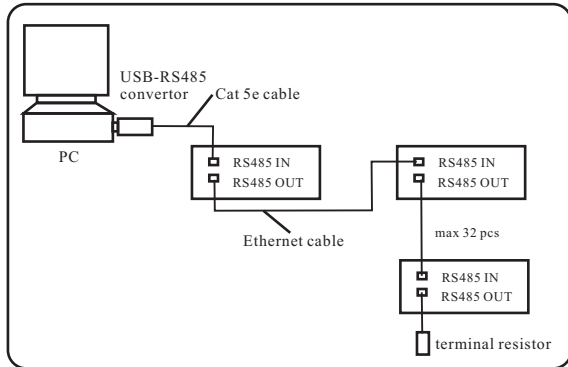 USB-RS485
convertor
Cat 5e cable
PC
RS485 IN
RS485 OUT
RS485 IN
RS485 OUT
Ethernet cable
max 32 pcs
RS485 IN
RS485 OUT
terminal resistor